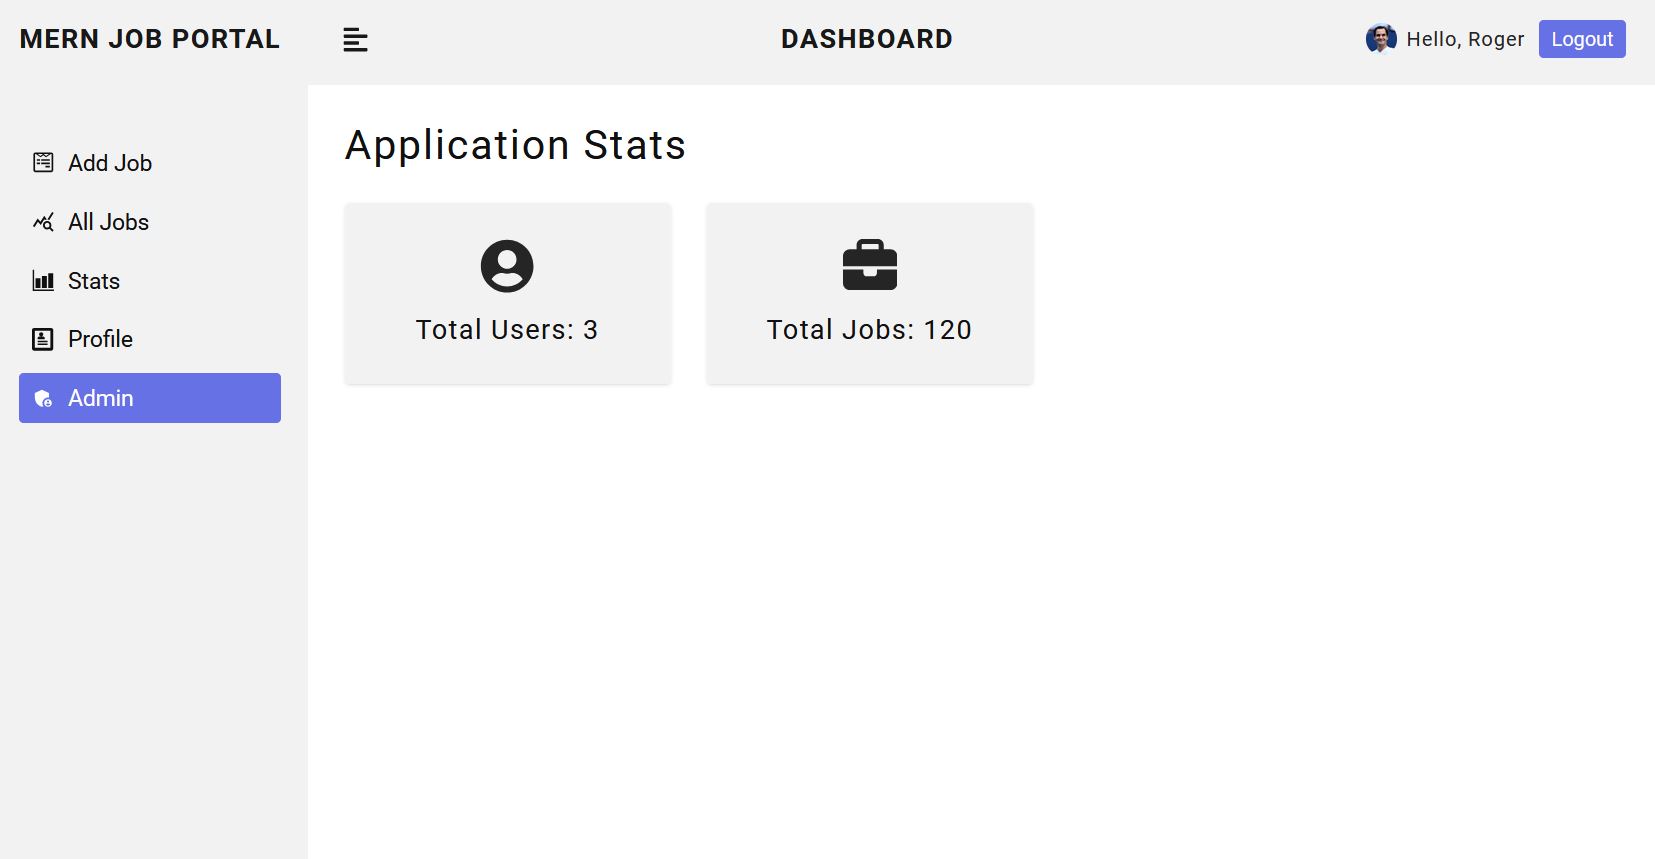 MERN JOB PORTAL
DASHBOARD
Hello, Roger
Logout
Add Job
All Jobs
Stats
Profile
Admin
Application Stats
Total Users: 3
Total Jobs: 120